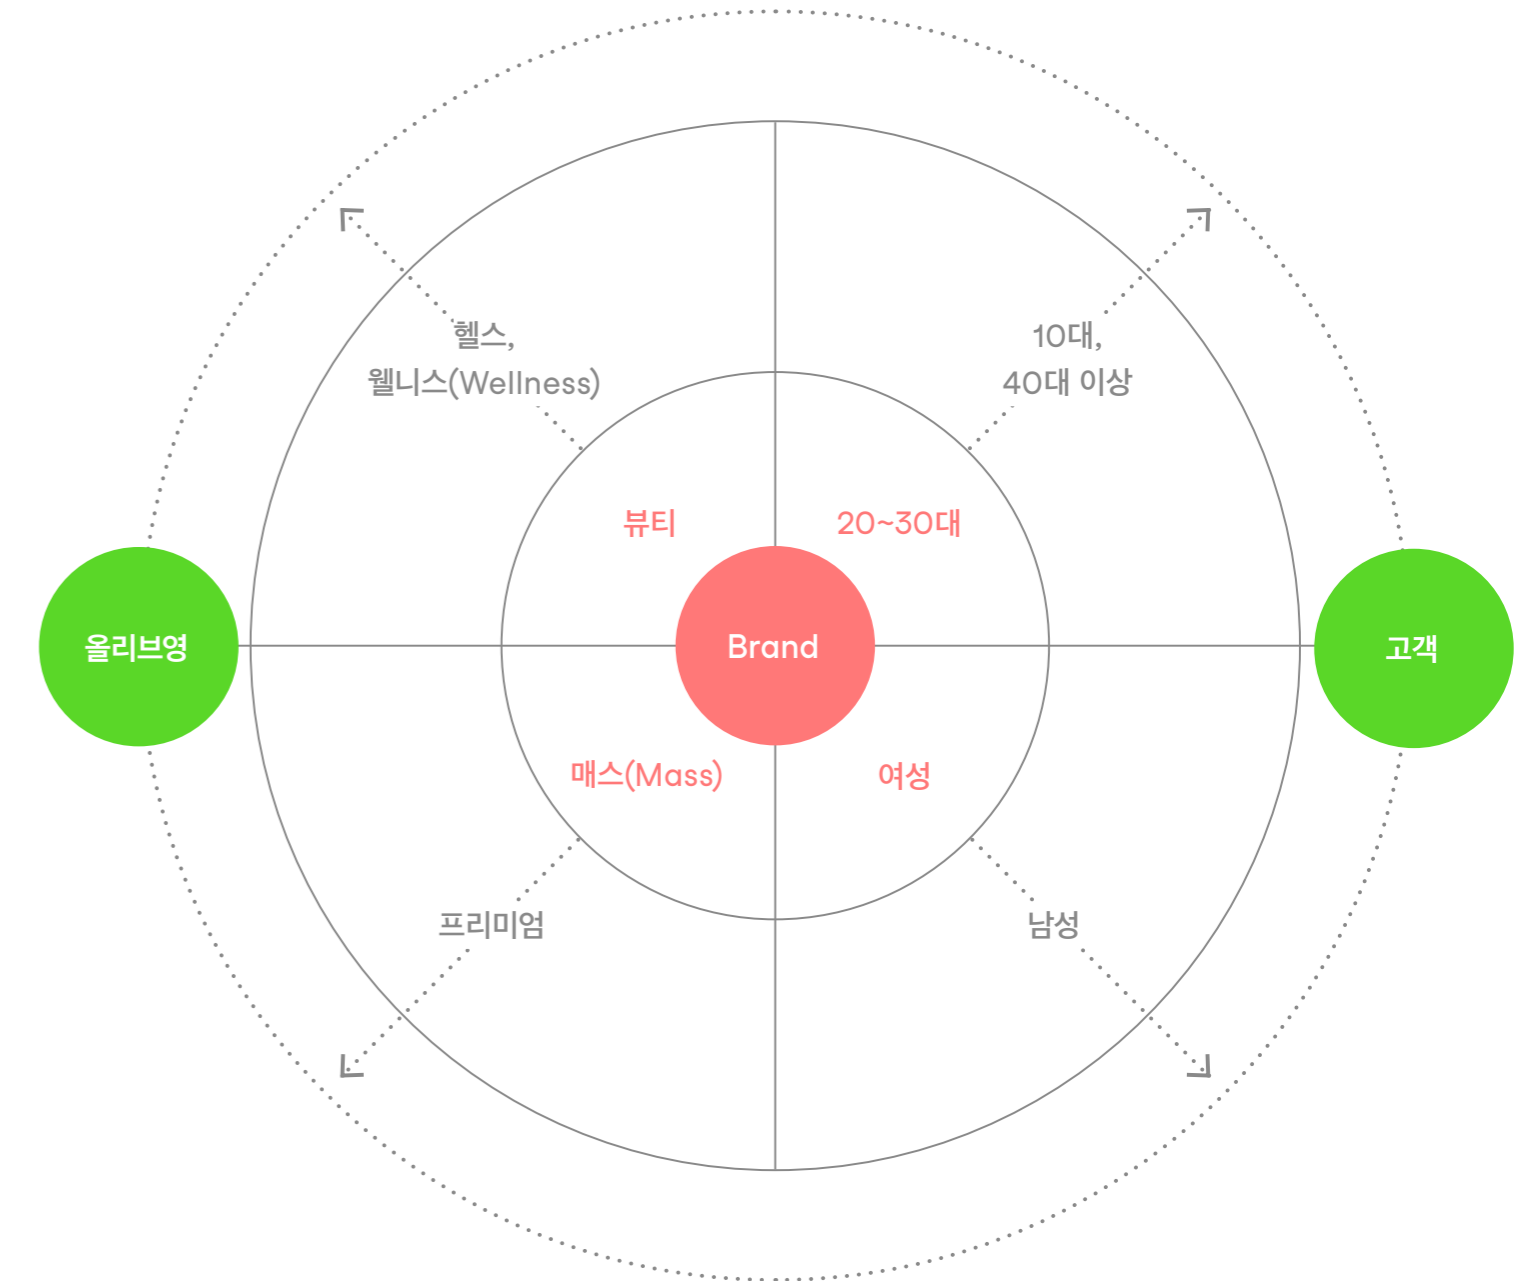 헬스,
웰니스(Wellness)
10대,
40대 이상
뷰티
20~30대
올리브영
Brand
고객
매스(Mass)
여성
프리미엄
남성